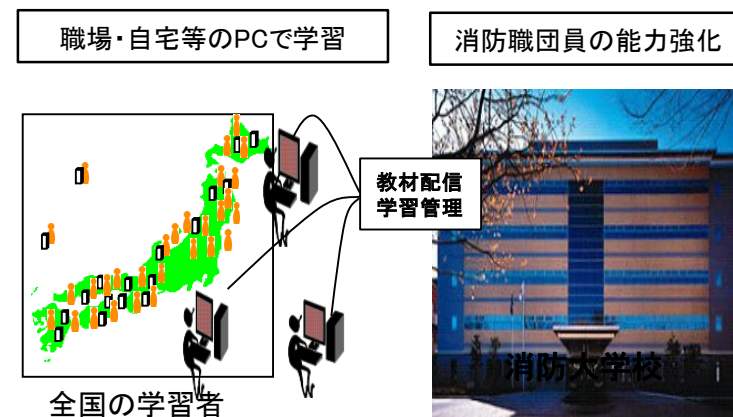 職場・自宅等のPCで学習
消防職団員の能力強化
教材配信
学習管理
消防大学校
全国の学習者